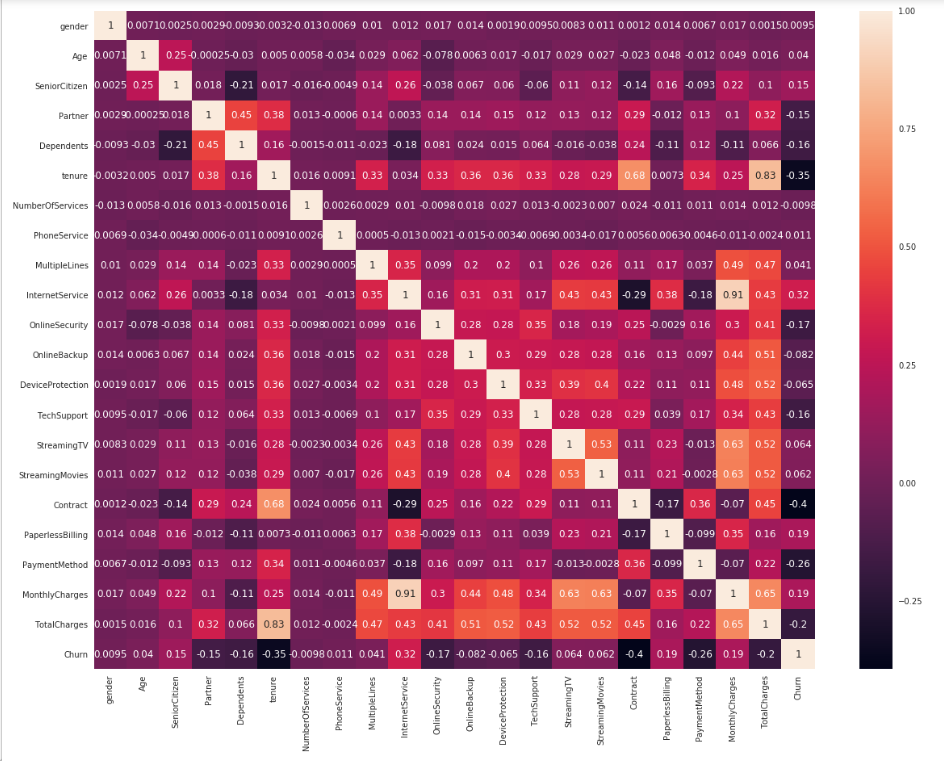 gender 1 0.0071 0.0025 0.0029 -0.0093 0.0032 -0.013 0.0069 0.01 0.012 0.017 0.014 0.0019 0.0095 0.0083 0.011 0.0012 0.014 0.0067 0.017 0.0015 0.0095
1.00
Age 0.0071 1 0.25 -0.00025 -0.03 0.005 0.0058 -0.034 0.029 0.062 -0.078 0.0063 0.017 -0.017 0.029 0.027 -0.023 0.048 -0.012 0.049 0.016 0.04
SeniorCitizen 0.0025 0.25 1 0.018 -0.21 0.017 -0.016 -0.0049 0.14 0.26 -0.038 0.067 0.06 -0.06 0.11 0.12 -0.14 0.16 -0.093 0.22 0.1 0.15
Partner 0.0029 -0.00025 0.018 1 0.45 0.38 0.013 -0.0006 0.14 0.0033 0.14 0.14 0.15 0.12 0.13 0.12 0.29 -0.012 0.13 0.1 0.32 -0.15
0.75
Dependents -0.0093 -0.03 -0.21 0.45 1 0.16 -0.0015 -0.011 -0.023 -0.18 0.081 0.024 0.015 0.064 -0.016 -0.038 0.24 -0.11 0.12 -0.11 0.066 -0.16
tenure -0.0032 0.005 0.017 0.38 0.16 1 0.016 0.0091 0.33 0.034 0.33 0.36 0.36 0.33 0.28 0.29 0.68 0.0073 0.34 0.25 0.83 -0.35
NumberOfServices -0.013 0.0058 -0.016 0.013 -0.0015 0.016 1 0.0026 0.0029 0.01 -0.0098 0.018 0.027 0.013 -0.0023 0.007 0.024 -0.011 0.011 0.014 0.012 -0.0098
PhoneService 0.0069 -0.034 -0.0049 -0.0006 -0.011 0.0091 0.0026 1 0.0005 -0.013 0.0021 -0.015 -0.0034 -0.0069 -0.0034 -0.017 0.0056 0.0063 -0.0046 -0.011 -0.0024 0.011
0.50
MultipleLines 0.01 0.029 0.14 0.14 -0.023 0.33 0.0029 0.0005 1 0.35 0.099 0.2 0.2 0.1 0.26 0.26 0.11 0.17 0.037 0.49 0.47 0.041
InternetService 0.012 0.062 0.26 0.0033 -0.18 0.034 0.01 -0.013 0.35 1 0.16 0.31 0.31 0.17 0.43 0.43 -0.29 0.38 -0.18 0.91 0.43 0.32
OnlineSecurity 0.017 -0.078 -0.038 0.14 0.081 0.33 -0.0098 0.0021 0.099 0.16 1 0.28 0.28 0.35 0.18 0.19 0.25 -0.0029 0.16 0.3 0.41 -0.17
OnlineBackup 0.014 0.0063 0.067 0.14 0.024 0.36 0.018 -0.015 0.2 0.31 0.28 1 0.3 0.29 0.28 0.28 0.16 0.13 0.097 0.44 0.51 -0.082
0.25
DeviceProtection 0.0019 0.017 0.06 0.15 0.015 0.36 0.027 -0.0034 0.2 0.31 0.28 0.3 1 0.33 0.39 0.4 0.22 0.11 0.11 0.48 0.52 -0.065
TechSupport 0.0095 -0.017 -0.06 0.12 0.064 0.33 0.013 -0.0069 0.1 0.17 0.35 0.29 0.33 1 0.28 0.28 0.29 0.039 0.17 0.34 0.43 -0.16
StreamingTV 0.0083 0.029 0.11 0.13 -0.016 0.28 -0.0023 -0.0034 0.26 0.43 0.18 0.28 0.39 0.28 1 0.53 0.11 0.23 -0.013 0.63 0.52 0.064
StreamingMovies 0.011 0.027 0.12 0.12 -0.038 0.29 0.007 -0.017 0.26 0.43 0.19 0.28 0.4 0.28 0.53 1 0.11 0.21 -0.0028 0.63 0.52 0.062
0.00
Contract 0.0012 -0.023 -0.14 0.29 0.24 0.68 0.024 0.0056 0.11 -0.29 0.25 0.16 0.22 0.29 0.11 0.11 1 -0.17 0.36 -0.07 0.45 -0.4
PaperlessBilling 0.014 0.048 0.16 -0.012 -0.11 0.0073 -0.011 0.0063 0.17 0.38 -0.0029 0.13 0.11 0.039 0.23 0.21 -0.17 1 -0.099 0.35 0.16 0.19
PaymentMethod 0.0067 -0.012 -0.093 0.13 0.12 0.34 0.011 -0.0046 0.037 -0.18 0.16 0.097 0.11 0.17 -0.013 -0.0028 0.36 -0.099 1 -0.07 0.22 -0.26
MonthlyCharges 0.017 0.049 0.22 0.1 -0.11 0.25 0.014 -0.011 0.49 0.91 0.3 0.44 0.48 0.34 0.63 0.63 -0.07 0.35 -0.07 1 0.65 0.19
−0.25
TotalCharges 0.0015 0.016 0.1 0.32 0.066 0.83 0.012 -0.0024 0.47 0.43 0.41 0.51 0.52 0.43 0.52 0.52 0.45 0.16 0.22 0.65 1 -0.2
Churn 0.0095 0.04 0.15 -0.15 -0.16 -0.35 -0.0098 0.011 0.041 0.32 -0.17 -0.082 -0.065 -0.16 0.064 0.062 -0.4 0.19 -0.26 0.19 -0.2 1
gender
Age
SeniorCitizen
Partner
Dependents
tenure
NumberOfServices
PhoneService
MultipleLines
InternetService
OnlineSecurity
OnlineBackup
DeviceProtection
TechSupport
StreamingTV
StreamingMovies
Contract
PaperlessBilling
PaymentMethod
MonthlyCharges
TotalCharges
Churn